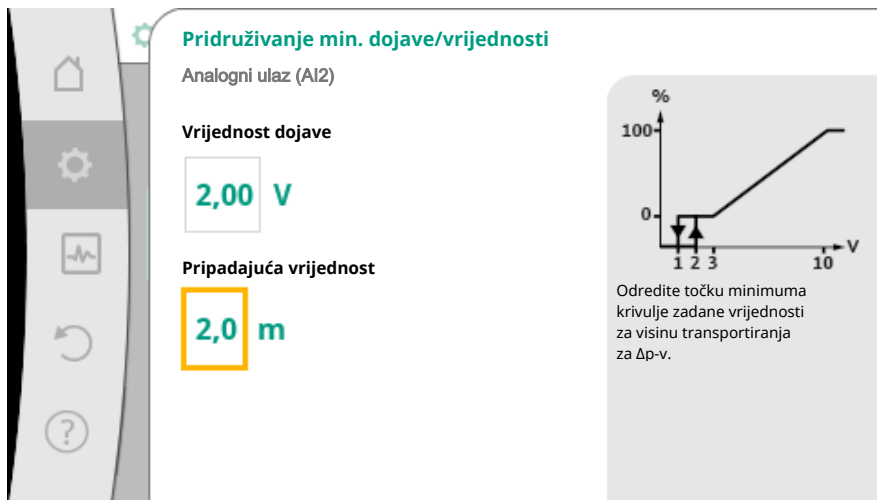 Pridruživanje min. dojave/vrijednosti
Analogni ulaz (AI2)
Vrijednost dojave
2,00 V
Pripadajuća vrijednost
2,0 m
%
100
0
1 2 3 10 V
Odredite točku minimuma
krivulje zadane vrijednosti
za visinu transportiranja
za Δp-v.
?